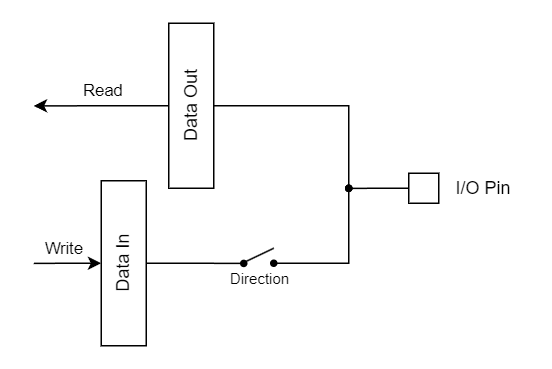 Read
Data Out
I/O Pin
Write
Data In
Direction